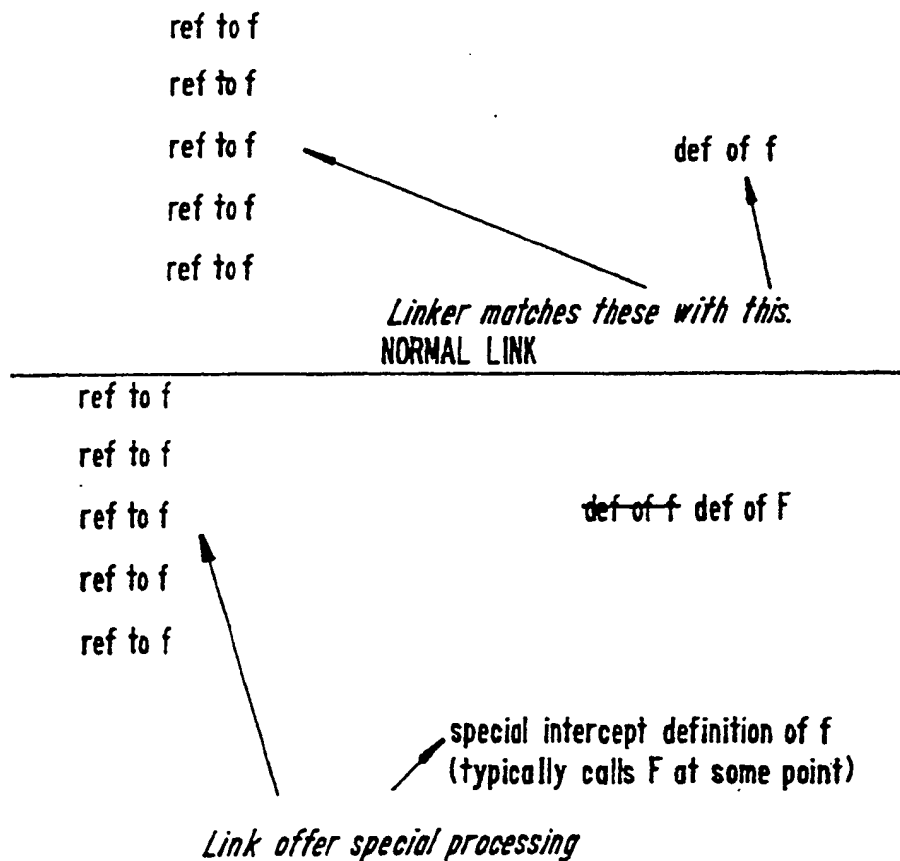 ref to f
ref to f
ref to f
def of f
ref to f
ref to f
Linker matches these with this.
NORMAL LINK
ref to f
ref to f
ref to f
def of f def of F
ref to f
ref to f
special intercept definition of f
(typically calls F at some point)
Link offer special processing